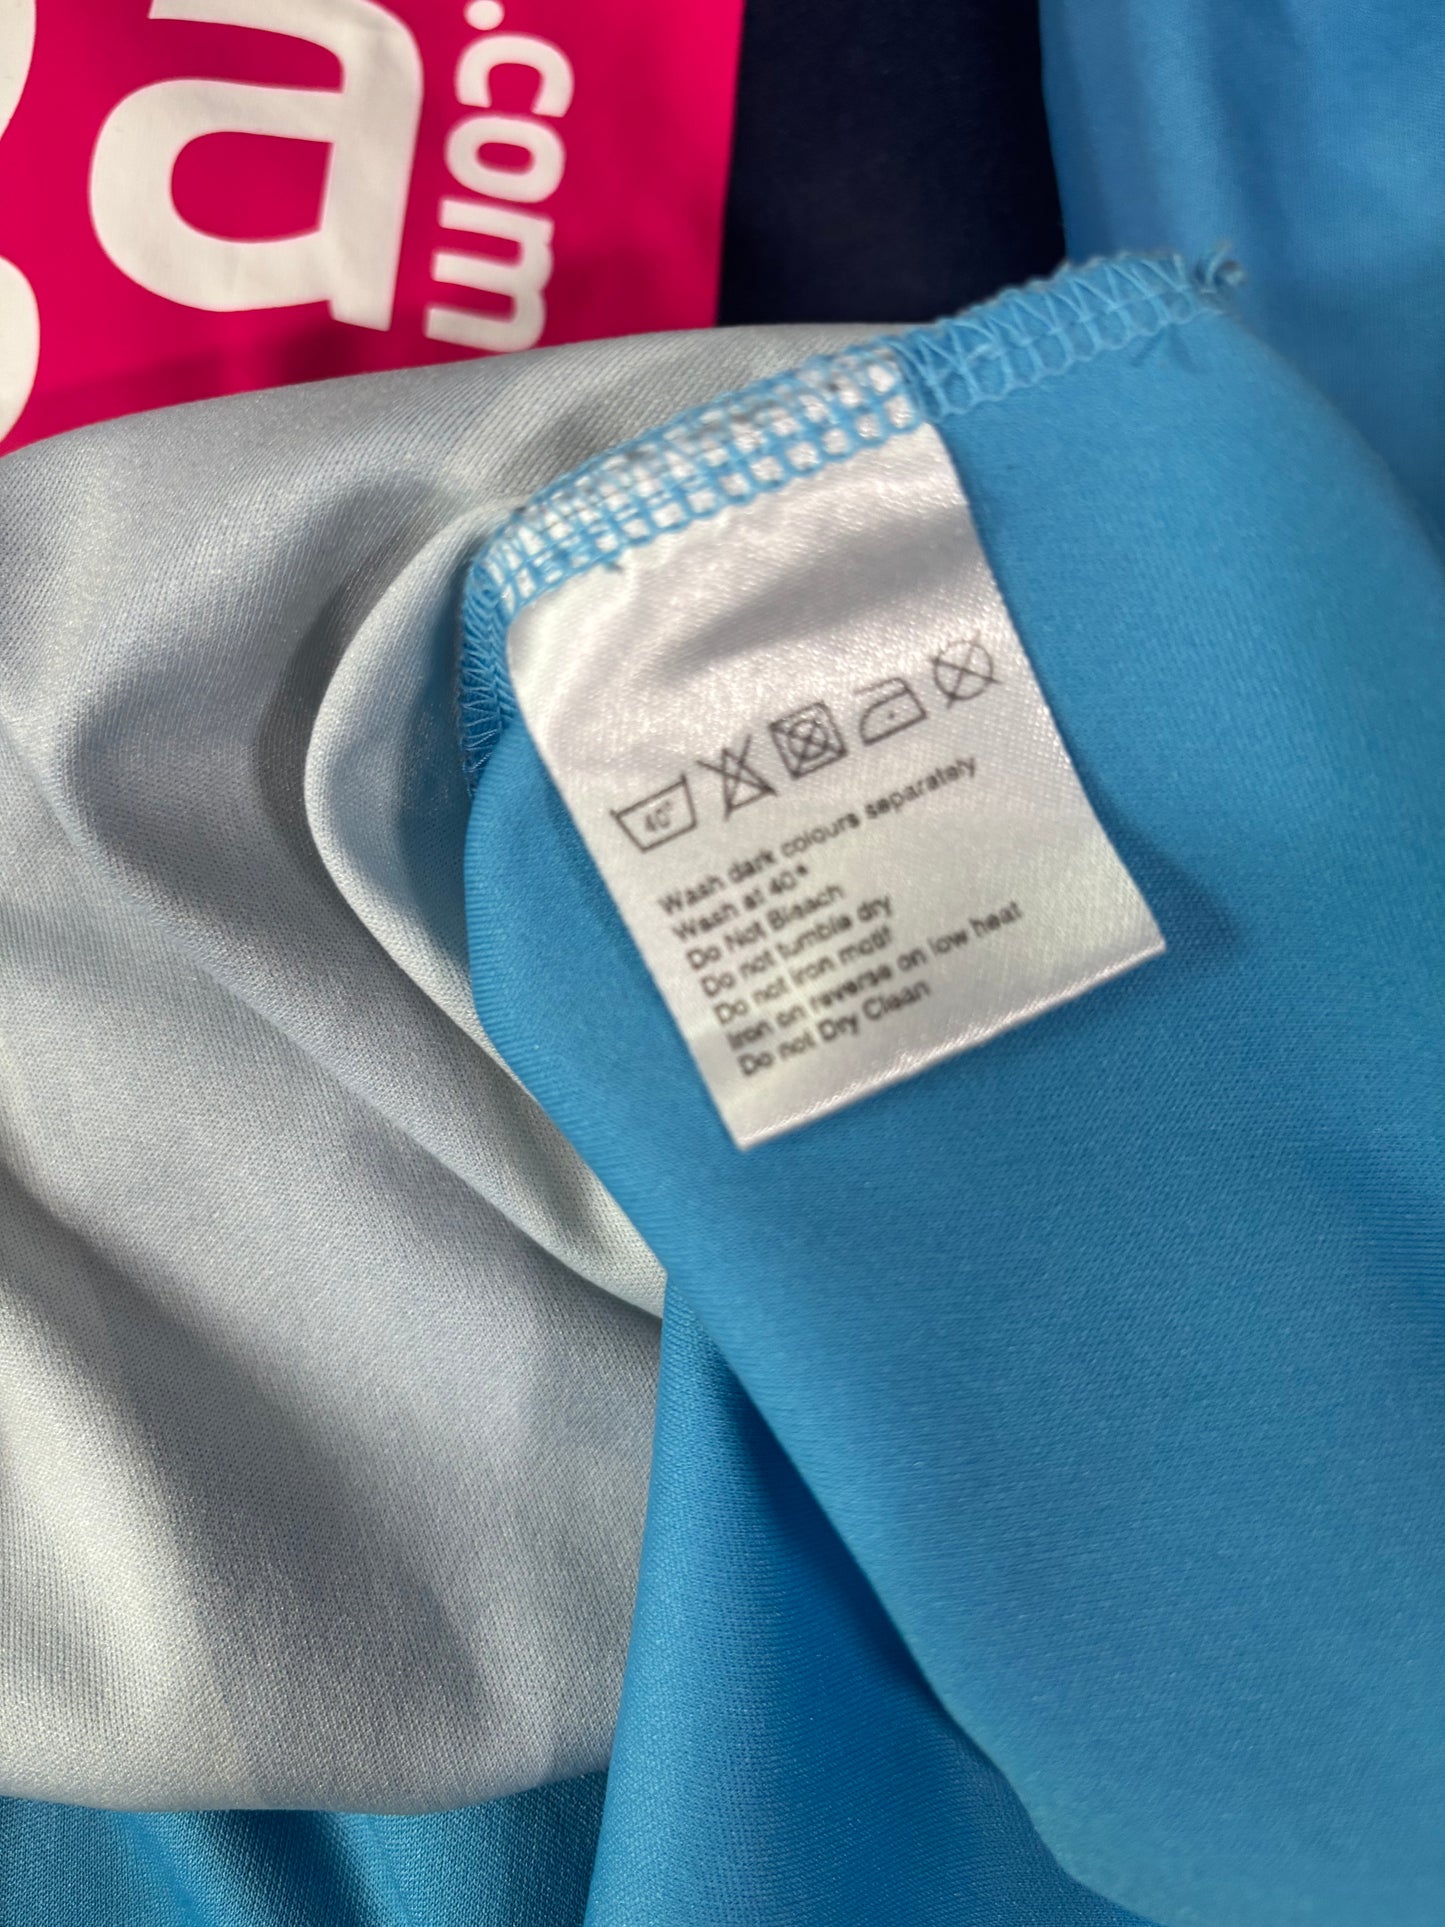 a
.com
40°
Wash dark colours separately
Wash at 40°
Do Not Bleach
Do not tumble dry
Do not iron motif
Iron on reverse on low heat
Do not Dry Clean